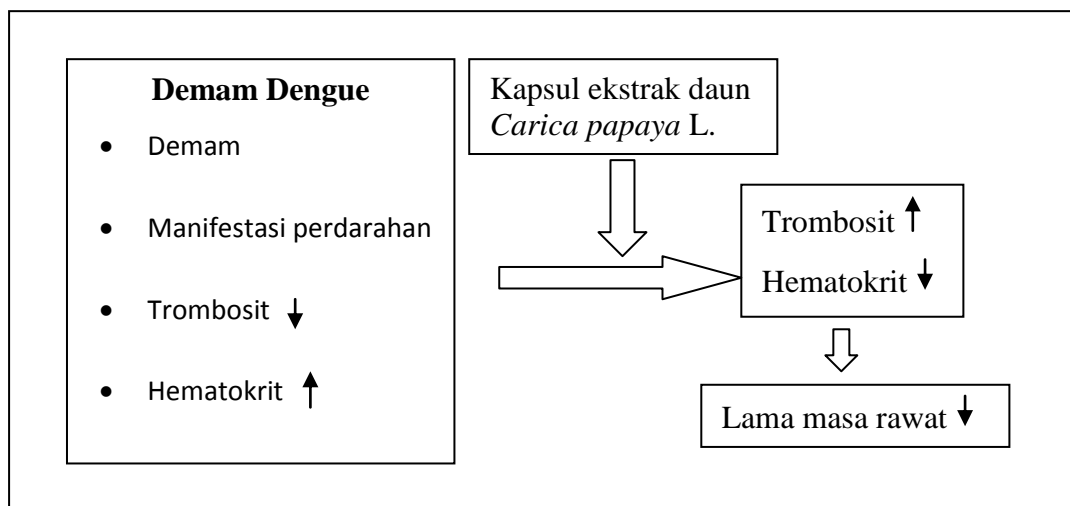 Demam Dengue
• Demam
• Manifestasi perdarahan
• Trombosit ↓
• Hematokrit ↑
Kapsul ekstrak daun
Carica papaya L.
Trombosit ↑
Hematokrit ↓
Lama masa rawat ↓